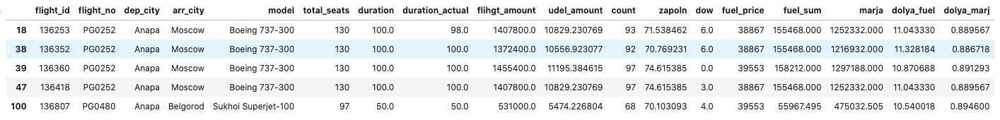 flight_id flight_no dep_city arr_city model total_seats duration duration_actual flihgt_amount udel_amount count zapoln dow fuel_price fuel_sum marja dolya_fuel dolya_marj
18 136253 PG0252 Anapa Moscow Boeing 737-300 130 100.0 98.0 1407800.0 10829.230769 93 71.538462 6.0 38867 155468.000 1252332.000 11.043330 0.889567
38 136352 PG0252 Anapa Moscow Boeing 737-300 130 100.0 100.0 1372400.0 10556.923077 92 70.769231 6.0 38867 155468.000 1216932.000 11.328184 0.886718
39 136360 PG0252 Anapa Moscow Boeing 737-300 130 100.0 100.0 1455400.0 11195.384615 97 74.615385 0.0 39553 158212.000 1297188.000 10.870688 0.891293
47 136418 PG0252 Anapa Moscow Boeing 737-300 130 100.0 100.0 1407800.0 10829.230769 97 74.615385 3.0 38867 155468.000 1252332.000 11.043330 0.889567
100 136807 PG0480 Anapa Belgorod Sukhoi Superjet-100 97 50.0 50.0 531000.0 5474.226804 68 70.103093 4.0 39553 55967.495 475032.505 10.540018 0.894600